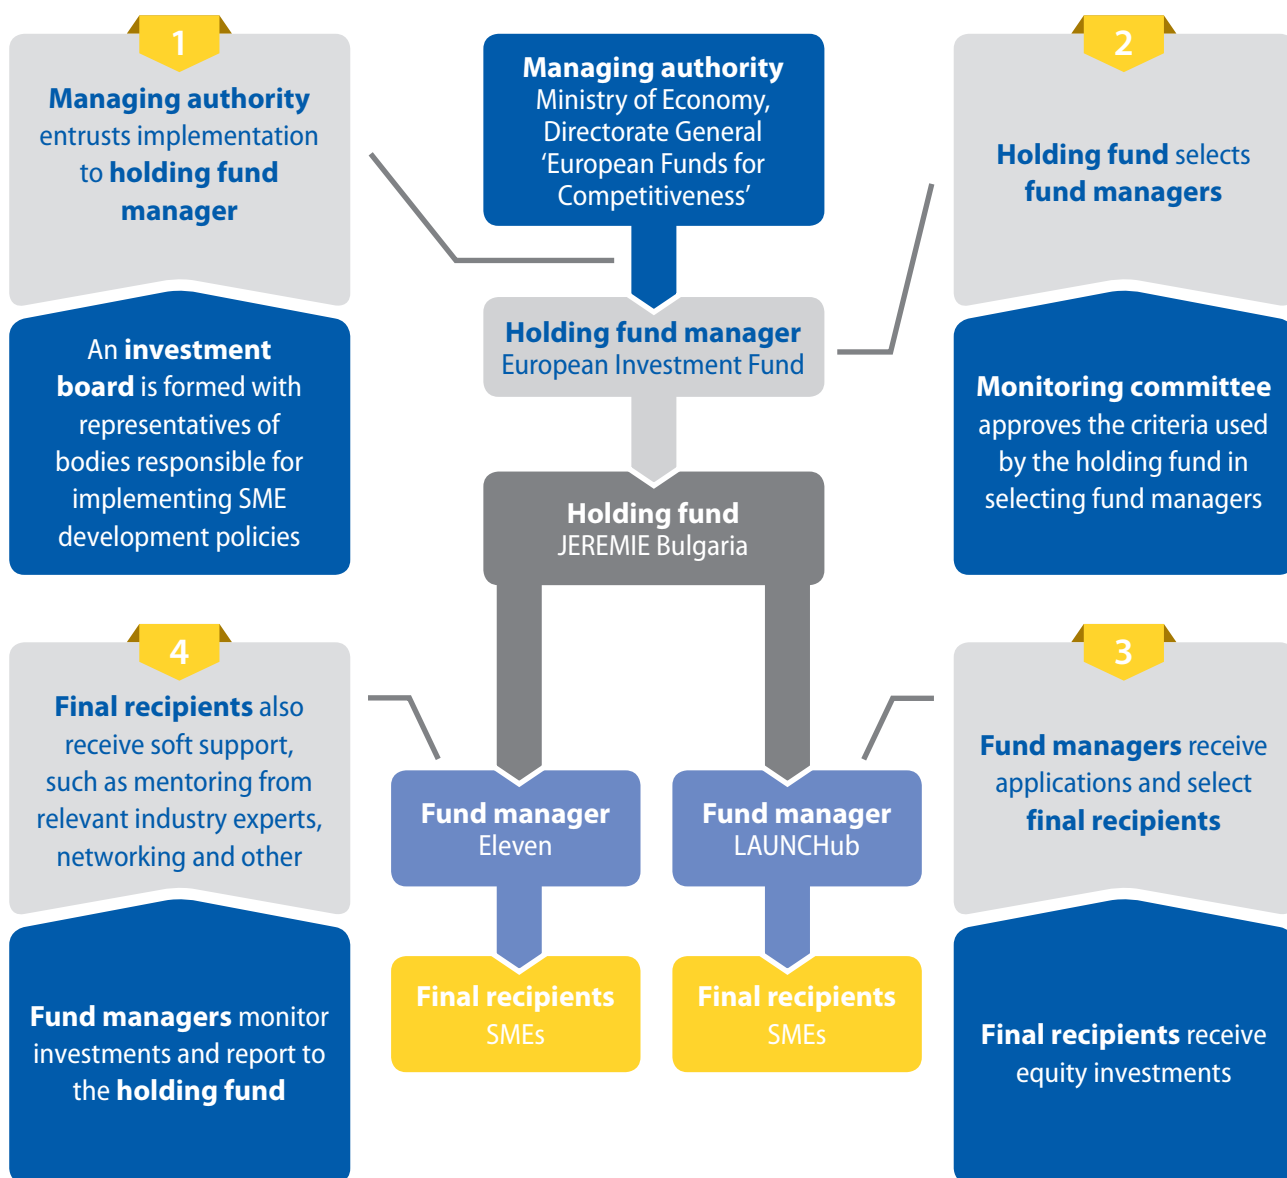 1
Managing authority
entrusts implementation
to holding fund
manager
An investment
board is formed with
representatives of
bodies responsible for
implementing SME
development policies
Managing authority
Ministry of Economy,
Directorate General
‘European Funds for
Competitiveness’
Holding fund manager
European Investment Fund
Holding fund
JEREMIE Bulgaria
2
Holding fund selects
fund managers
Monitoring committee
approves the criteria used
by the holding fund in
selecting fund managers
4
Final recipients also
receive soft support,
such as mentoring from
relevant industry experts,
networking and other
Fund managers monitor
investments and report to
the holding fund
Fund manager
Eleven
Final recipients
SMEs
Fund manager
LAUNCHub
Final recipients
SMEs
3
Fund managers receive
applications and select
final recipients
Final recipients receive
equity investments